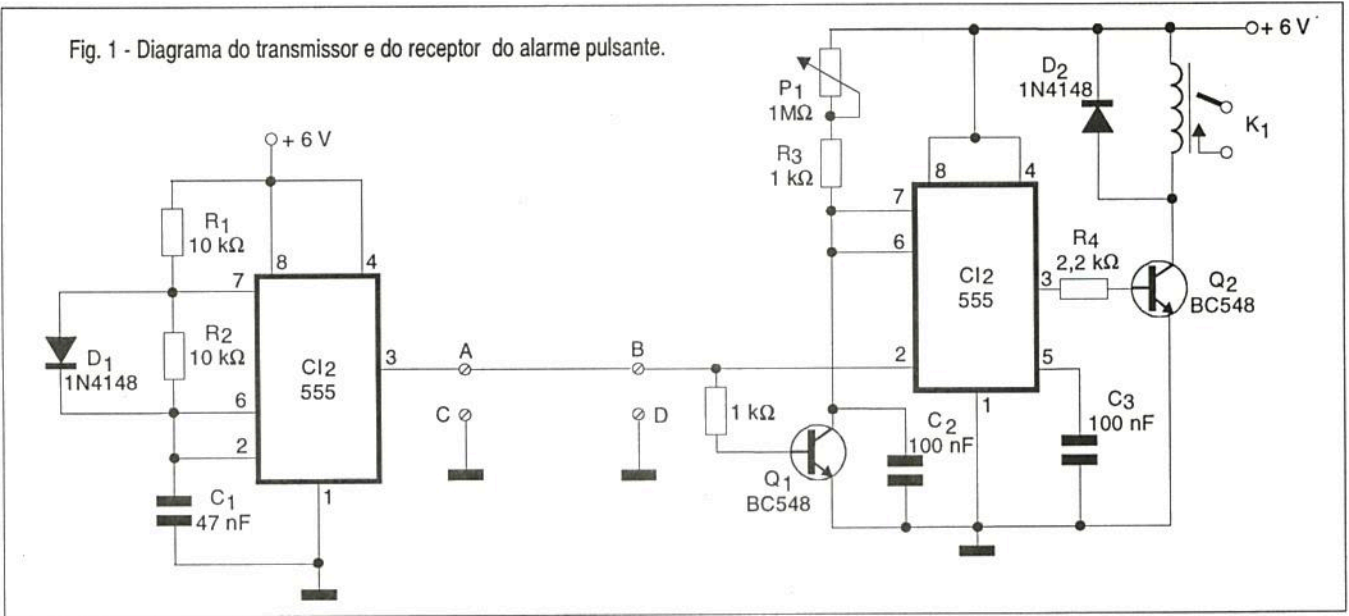 Fig. 1 - Diagrama do transmissor e do receptor do alarme pulsante.
+ 6 V
R1
10 kΩ
8
4
7
R2
10 kΩ
D1
1N4148
CI2
555
3
6
2
1
C1
47 nF
A
B
C
D
1 kΩ
Q1
BC548
+ 6 V
P1
1MΩ
R3
1 kΩ
8
4
7
6
CI2
555
3
2
5
1
R4
2,2 kΩ
D2
1N4148
K1
Q2
BC548
C2
100 nF
C3
100 nF